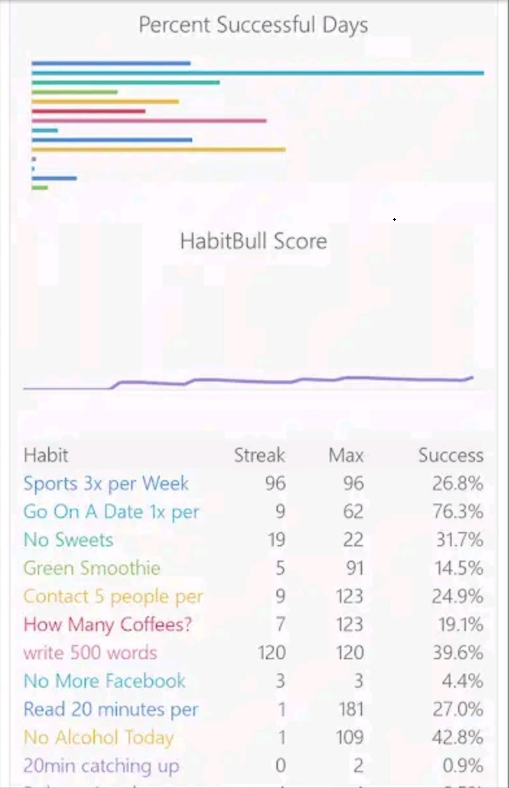 Percent Successful Days
HabitBull Score
Habit Streak Max Success
Sports 3x per Week 96 96 26.8%
Go On A Date 1x per 9 62 76.3%
No Sweets 19 22 31.7%
Green Smoothie 5 91 14.5%
Contact 5 people per 9 123 24.9%
How Many Coffees? 7 123 19.1%
write 500 words 120 120 39.6%
No More Facebook 3 3 4.4%
Read 20 minutes per 1 181 27.0%
No Alcohol Today 1 109 42.8%
20min catching up 0 2 0.9%